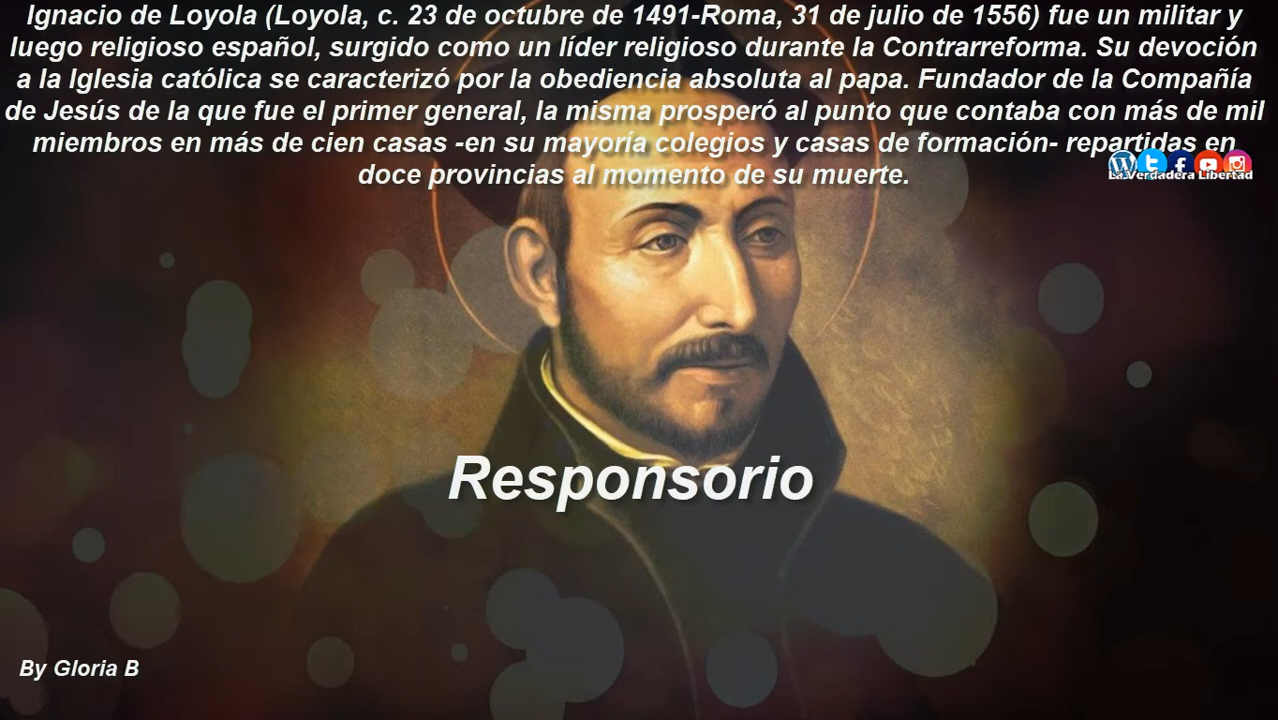 Ignacio de Loyola (Loyola, c. 23 de octubre de 1491-Roma, 31 de julio de 1556) fue un militar y
luego religioso español, surgido como un líder religioso durante la Contrarreforma. Su devoción
a la Iglesia católica se caracterizó por la obediencia absoluta al papa. Fundador de la Compañía
de Jesús de la que fue el primer general, la misma prosperó al punto que contaba con más de mil
miembros en más de cien casas -en su mayoría colegios y casas de formación- repartidas en
doce provincias al momento de su muerte.
La Verdadera Libertad
Responsorio
By Gloria B